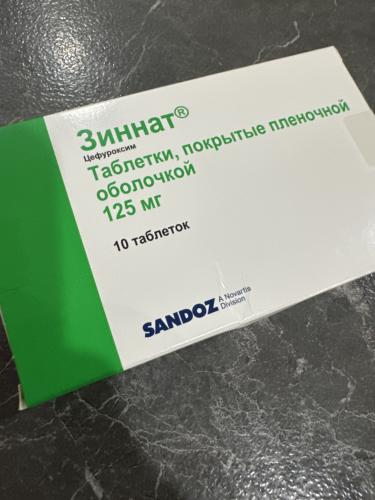 Зиннат®
Цефуроксим
Таблетки, покрытые пленочной
оболочкой
125 мг
10 таблеток
SANDOZ A Novartis
Division